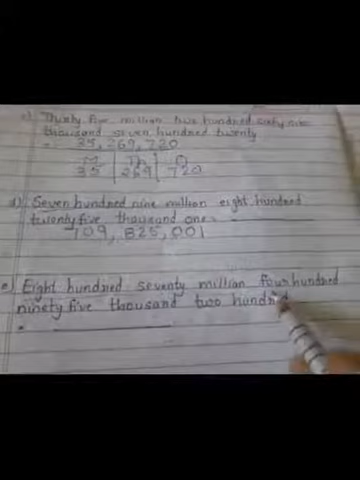 c) Thirty five million two hundred sixty nine
thousand seven hundred twenty
= 35,269,720
M Th O
35 269 720
d) Seven hundred nine million eight hundred
twenty five thousand one.
709, 825,001
e) Eight hundred seventy million four hundred
ninety five thousand two hundred
=